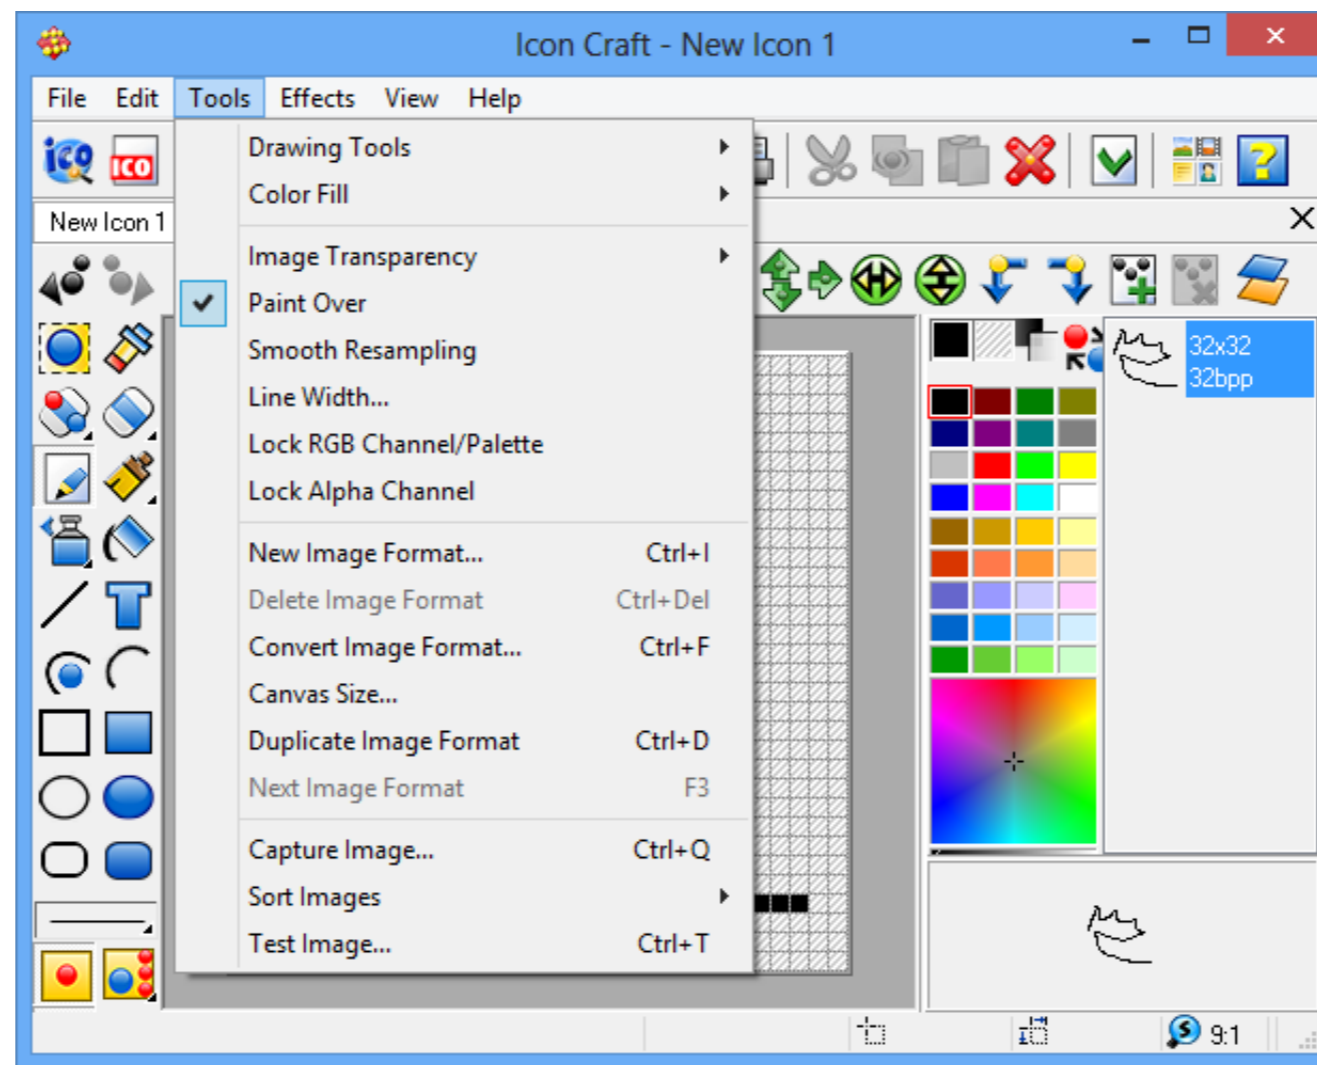 Icon Craft - New Icon 1
File Edit Tools Effects View Help
ICO ICO
New Icon 1
Drawing Tools
Color Fill
Image Transparency
Paint Over
Smooth Resampling
Line Width...
Lock RGB Channel/Palette
Lock Alpha Channel
New Image Format... Ctrl+I
Delete Image Format Ctrl+Del
Convert Image Format... Ctrl+F
Canvas Size...
Duplicate Image Format Ctrl+D
Next Image Format F3
Capture Image... Ctrl+Q
Sort Images
Test Image... Ctrl+T
32x32
32bpp
9:1